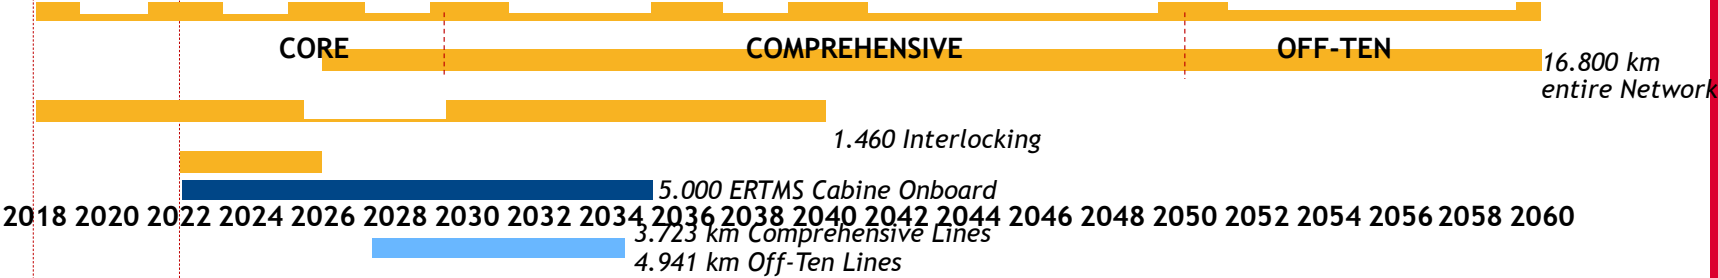 CORE COMPREHENSIVE OFF-TEN
16.800 km
entire Network
1.460 Interlocking
5.000 ERTMS Cabine Onboard
2018 2020 2022 2024 2026 2028 2030 2032 2034 2036 2038 2040 2042 2044 2046 2048 2050 2052 2054 2056 2058 2060
3.723 km Comprehensive Lines
4.941 km Off-Ten Lines